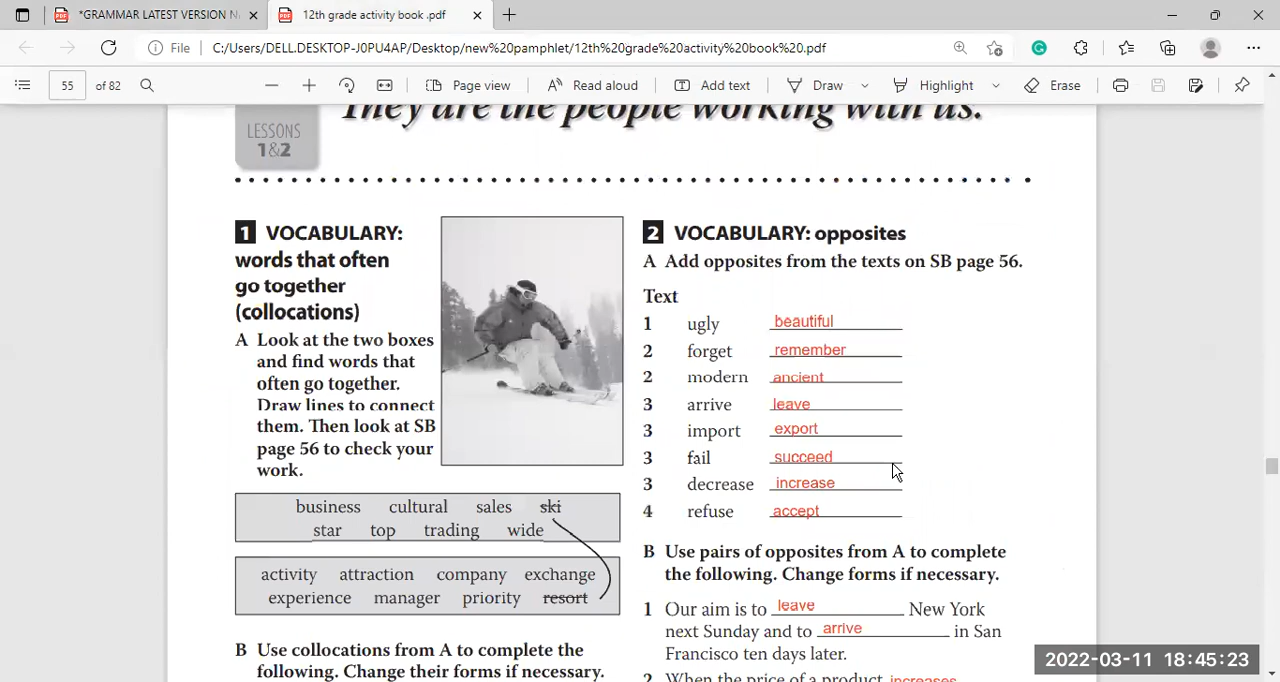 *GRAMMAR LATEST VERSION N
12th grade activity book .pdf
File
C:/Users/DELL.DESKTOP-J0PU4AP/Desktop/new%20pamphlet/12th%20grade%20activity%20book%20.pdf
55 of 82
Page view
Read aloud
Add text
Draw
Highlight
Erase
LESSONS
1&2
They are the people working with us.
1 VOCABULARY:
words that often
go together
(collocations)
A Look at the two boxes
and find words that
often go together.
Draw lines to connect
them. Then look at SB
page 56 to check your
work.
business cultural sales ski
star top trading wide
activity attraction company exchange
experience manager priority resort
B Use collocations from A to complete the
following. Change their forms if necessary.
2 VOCABULARY: opposites
A Add opposites from the texts on SB page 56.
Text
1 ugly beautiful
2 forget remember
2 modern ancient
3 arrive leave
3 import export
3 fail succeed
3 decrease increase
4 refuse accept
B Use pairs of opposites from A to complete
the following. Change forms if necessary.
1 Our aim is to leave New York
next Sunday and to arrive in San
Francisco ten days later.
2 When the price of a product increases
2022-03-11 18:45:23